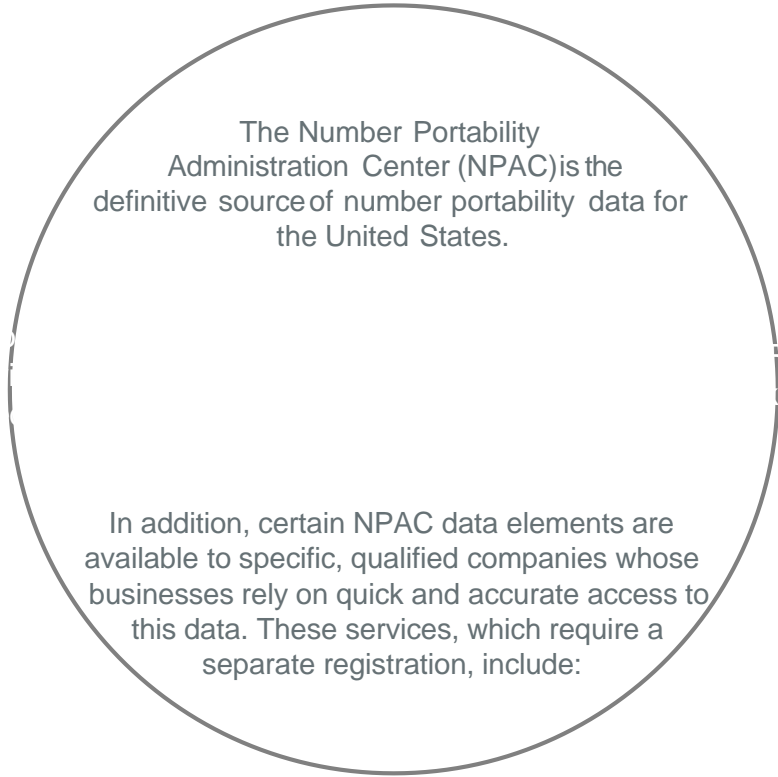 The Number Portability
Administration Center (NPAC) is the
definitive source of number portability data for
the United States.
In addition, certain NPAC data elements are
available to specific, qualified companies whose
businesses rely on quick and accurate access to
this data. These services, which require a
separate registration, include: